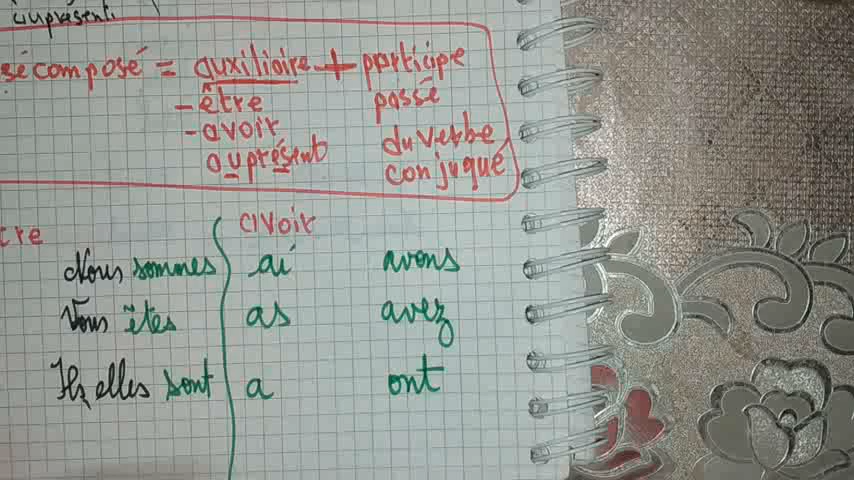 au présent.
sé composé = auxiliaire + participe
- être passé
- avoir du verbe
au présent conjugué
tre avoir
Nous sommes ai avons
Vous êtes as avez
Ils, elles sont a ont